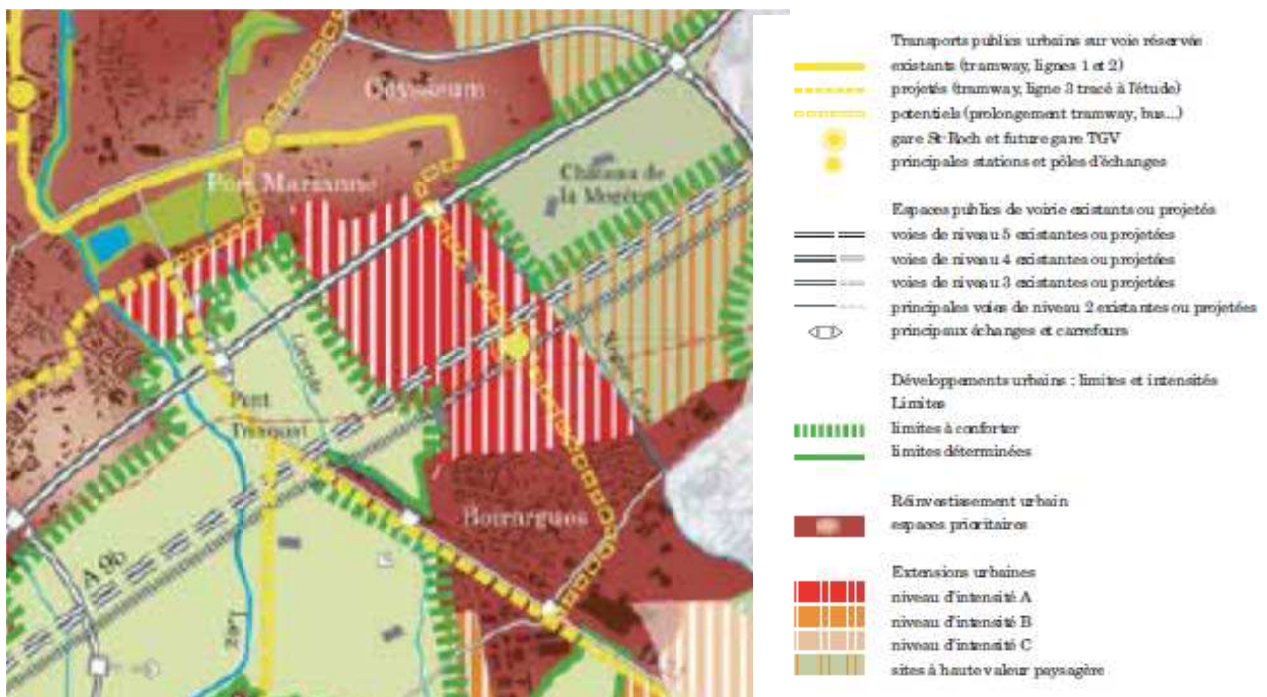 Odysseum
Port Marianne
Château de
la Mogère
Lironde
Pont
Trinquat
Boirargues
A 9b
Lez
Transports publics urbains sur voie réservée
existants (tramway, lignes 1 et 2)
projetés (tramway, ligne 3 tracé à l'étude)
potentiels (prolongement tramway, bus...)
gare St-Roch et future gare TGV
principales stations et pôles d'échanges
Espaces publics de voirie existants ou projetés
voies de niveau 5 existantes ou projetées
voies de niveau 4 existantes ou projetées
voies de niveau 3 existantes ou projetées
principales voies de niveau 2 existantes ou projetées
principaux échanges et carrefours
Développements urbains : limites et intensités
Limites
limites à conforter
limites déterminées
Réinvestissement urbain
espaces prioritaires
Extensions urbaines
niveau d'intensité A
niveau d'intensité B
niveau d'intensité C
sites à haute valeur paysagère